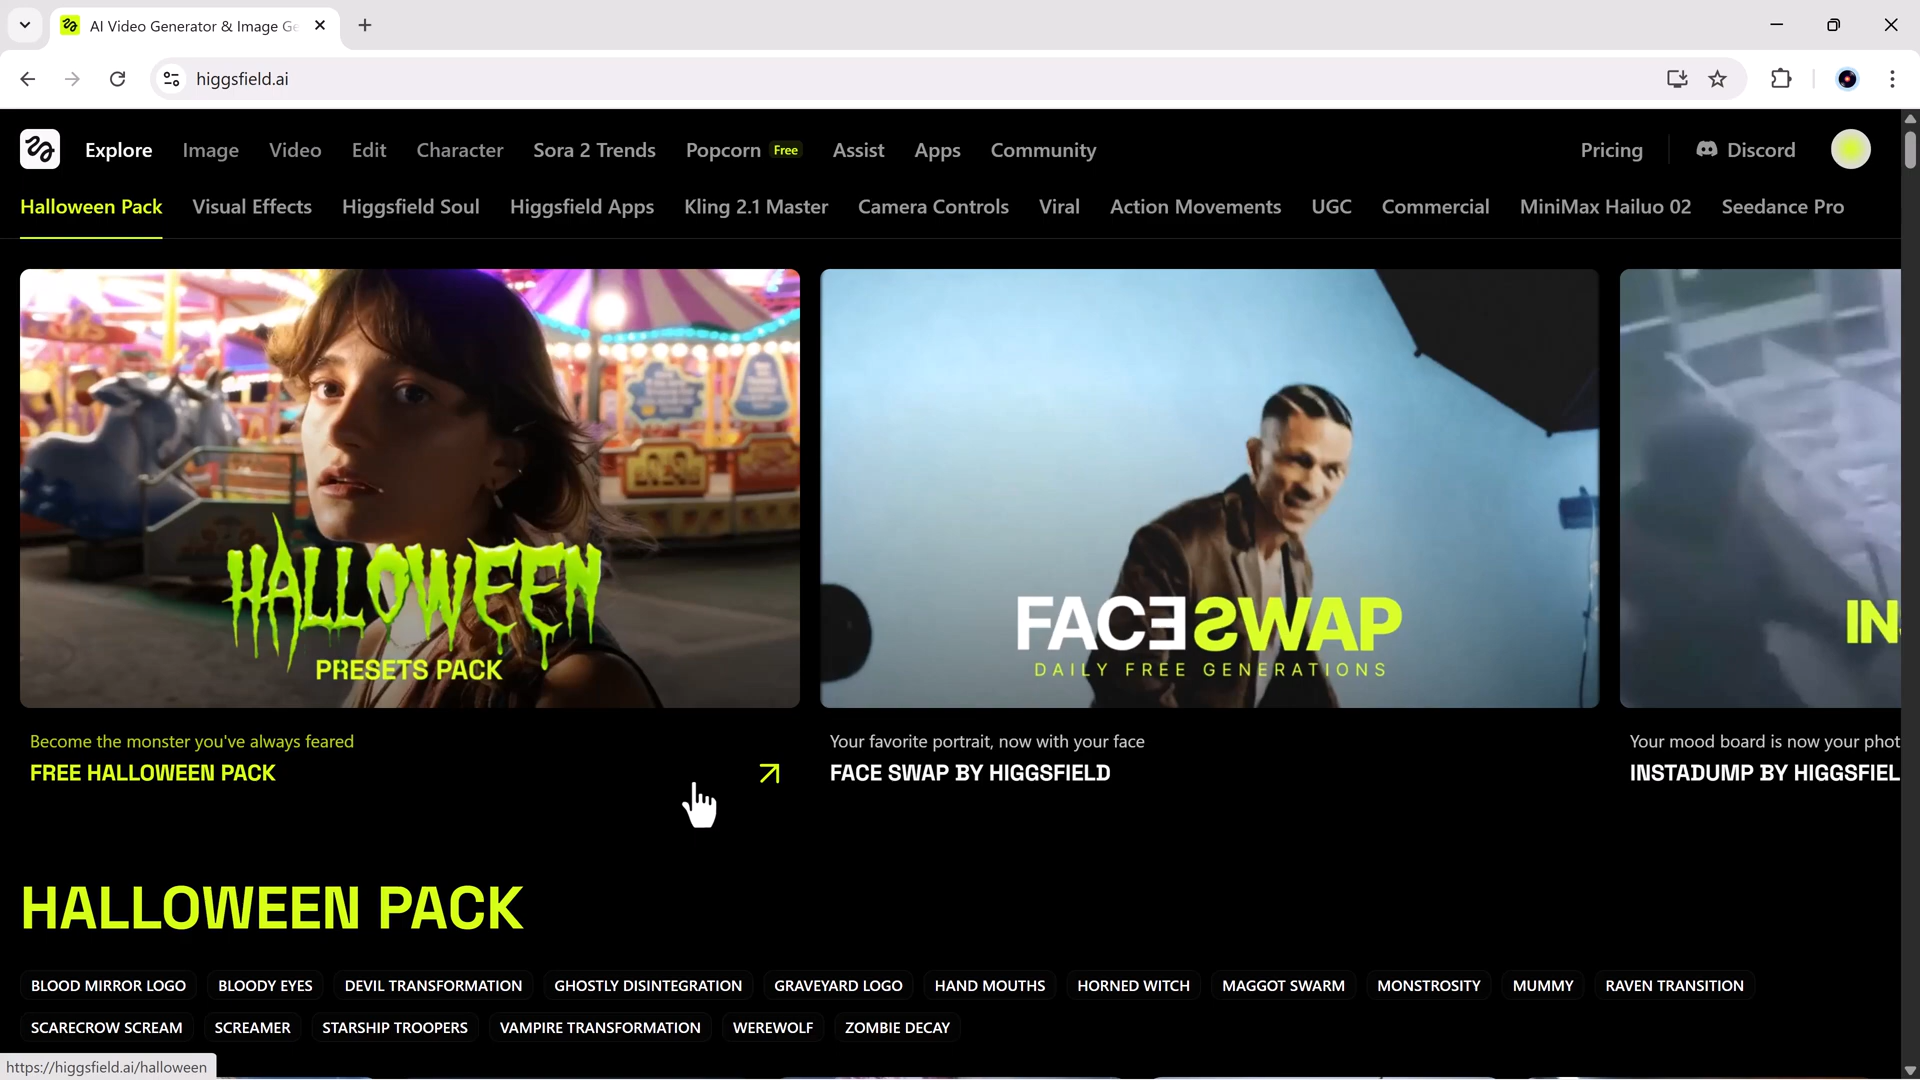 AI Video Generator & Image Ge
higgsfield.ai
Explore Image Video Edit Character Sora 2 Trends Popcorn Free Assist Apps Community Pricing Discord
Halloween Pack Visual Effects Higgsfield Soul Higgsfield Apps Kling 2.1 Master Camera Controls Viral Action Movements UGC Commercial MiniMax Hailuo 02 Seedance Pro
HALLOWEEN
PRESETS PACK
FACE SWAP
DAILY FREE GENERATIONS
IN
Become the monster you've always feared
FREE HALLOWEEN PACK
Your favorite portrait, now with your face
FACE SWAP BY HIGGSFIELD
Your mood board is now your phot
INSTADUMP BY HIGGSFIEL
HALLOWEEN PACK
BLOOD MIRROR LOGO BLOODY EYES DEVIL TRANSFORMATION GHOSTLY DISINTEGRATION GRAVEYARD LOGO HAND MOUTHS HORNED WITCH MAGGOT SWARM MONSTROSITY MUMMY RAVEN TRANSITION
SCARECROW SCREAM SCREAMER STARSHIP TROOPERS VAMPIRE TRANSFORMATION WEREWOLF ZOMBIE DECAY
https://higgsfield.ai/halloween